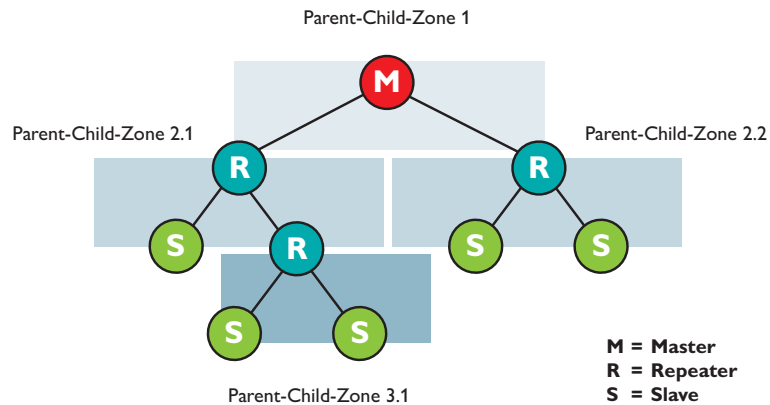 Parent-Child-Zone 1
M
Parent-Child-Zone 2.1
Parent-Child-Zone 2.2
R
R
S
R
S
S
S
S
M = Master
R = Repeater
S = Slave
Parent-Child-Zone 3.1